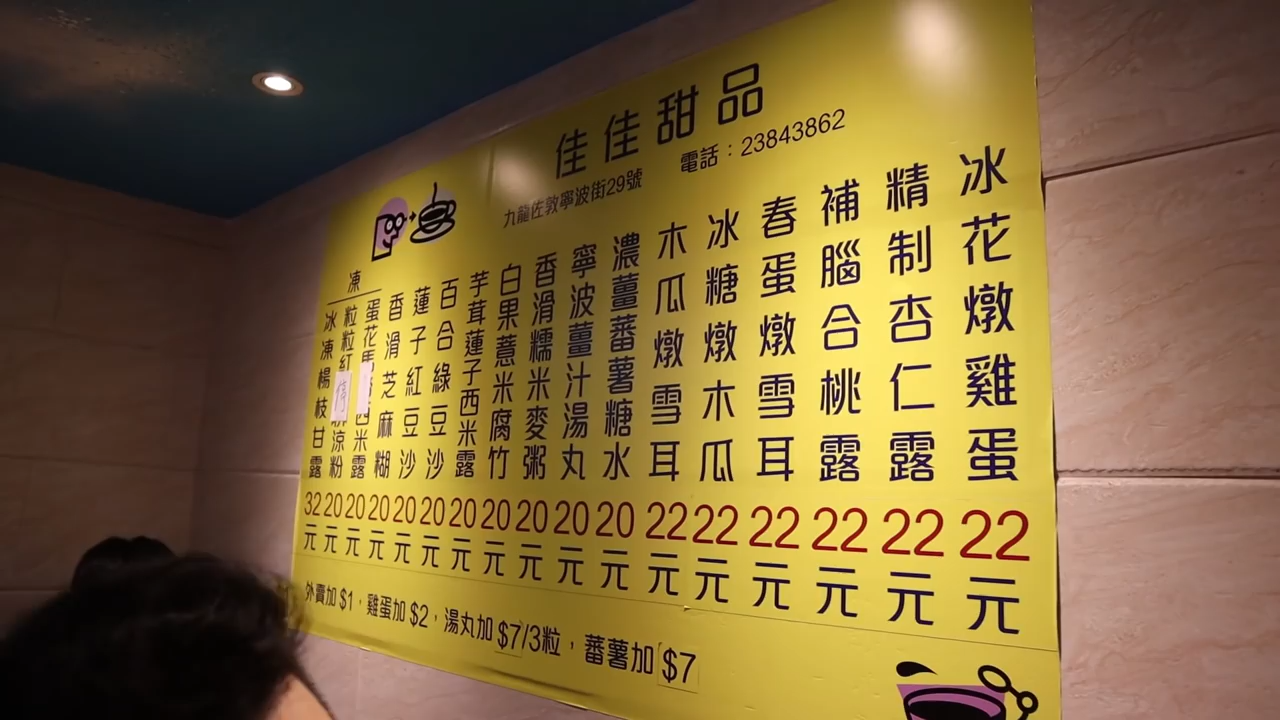 佳佳甜品
九龍佐敦寧波街29號 電話：23843862
冰花燉雞蛋 22元
精制杏仁露 22元
補腦合桃露 22元
春蛋燉雪耳 22元
冰糖燉木瓜 22元
木瓜燉雪耳 22元
濃薑蕃薯糖水 20元
寧波薑汁湯丸 20元
香滑糯米麥粥 20元
白果薏米腐竹 20元
芋茸蓮子西米露 20元
百合綠豆沙 20元
蓮子紅豆沙 20元
香滑芝麻糊 20元
凍
蛋花馬西米露 20元
粒粒紅涼粉 20元
冰凍楊枝甘露 32元
外賣加$1，雞蛋加$2，湯丸加$7/3粒，蕃薯加$7